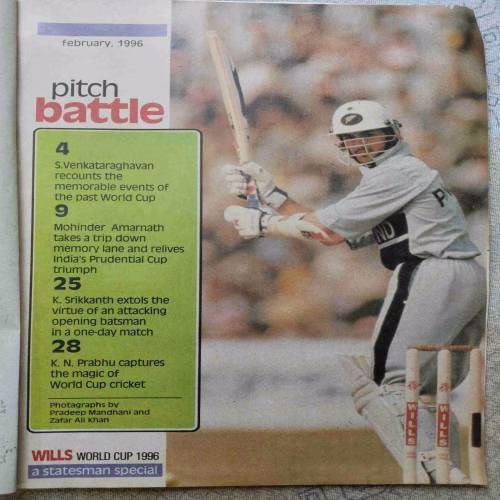 february, 1996
pitch
battle
4
S.Venkataraghavan
recounts the
memorable events of
the past World Cup
9
Mohinder Amarnath
takes a trip down
memory lane and relives
India's Prudential Cup
triumph
25
K. Srikkanth extols the
virtue of an attacking
opening batsman
in a one-day match
28
K. N. Prabhu captures
the magic of
World Cup cricket
Photographs by
Pradeep Mandhani and
Zafar Ali Khan
WILLS WORLD CUP 1996
a statesman special
P
ND
WILLS
WILLS